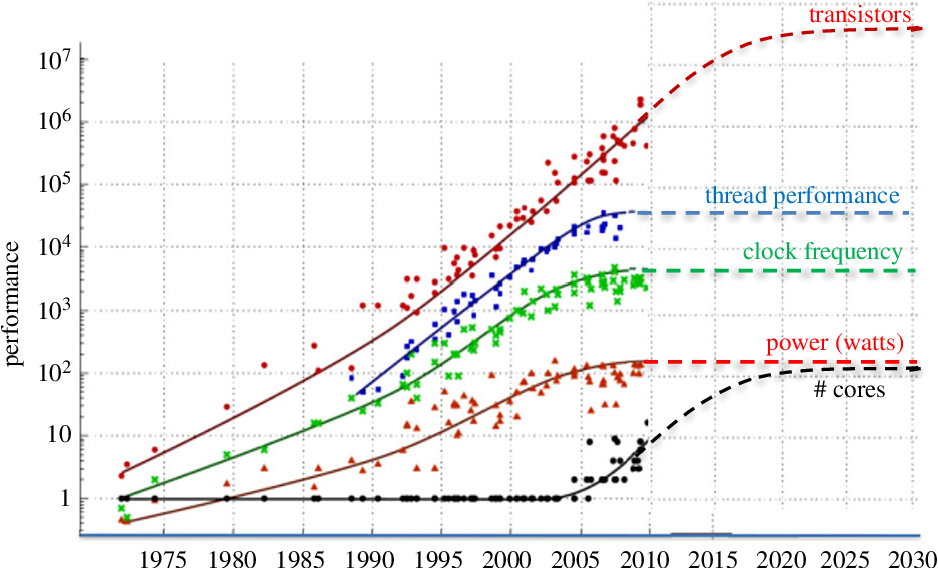 transistors
10⁷
10⁶
10⁵
thread performance
10⁴
clock frequency
10³
power (watts)
10²
# cores
10
1
performance
1975 1980 1985 1990 1995 2000 2005 2010 2015 2020 2025 2030